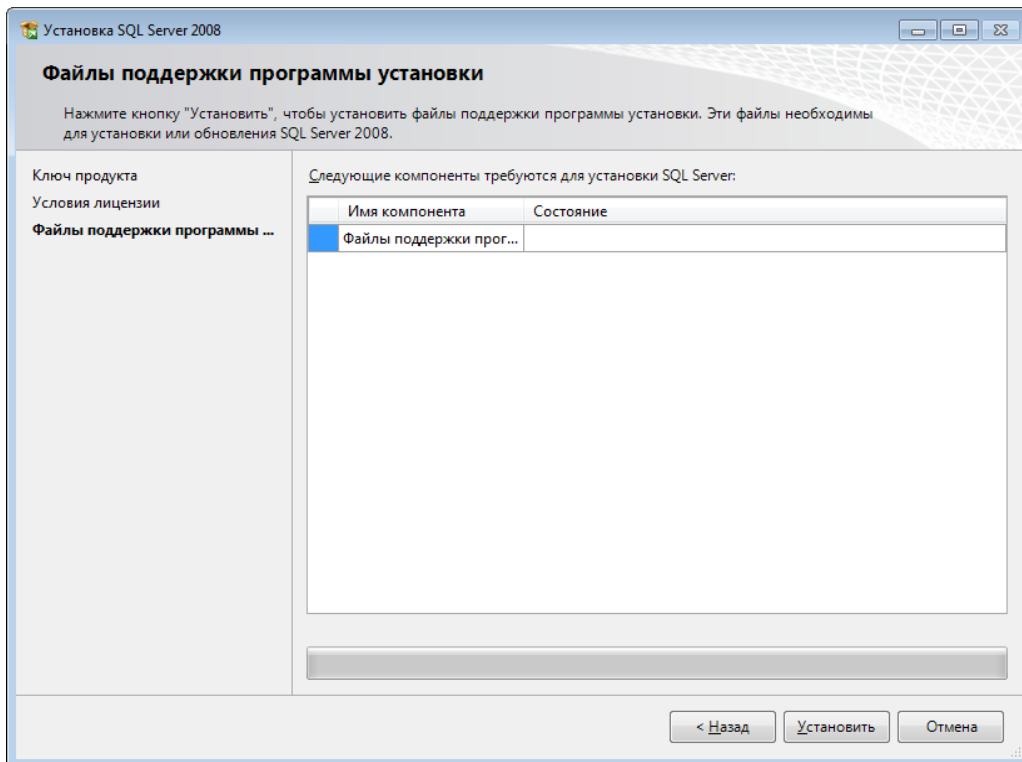 Установка SQL Server 2008
Файлы поддержки программы установки
Нажмите кнопку "Установить", чтобы установить файлы поддержки программы установки. Эти файлы необходимы
для установки или обновления SQL Server 2008.
Ключ продукта
Условия лицензии
Файлы поддержки программы ...
Следующие компоненты требуются для установки SQL Server:
Имя компонента Состояние
Файлы поддержки прог...
< Назад Установить Отмена